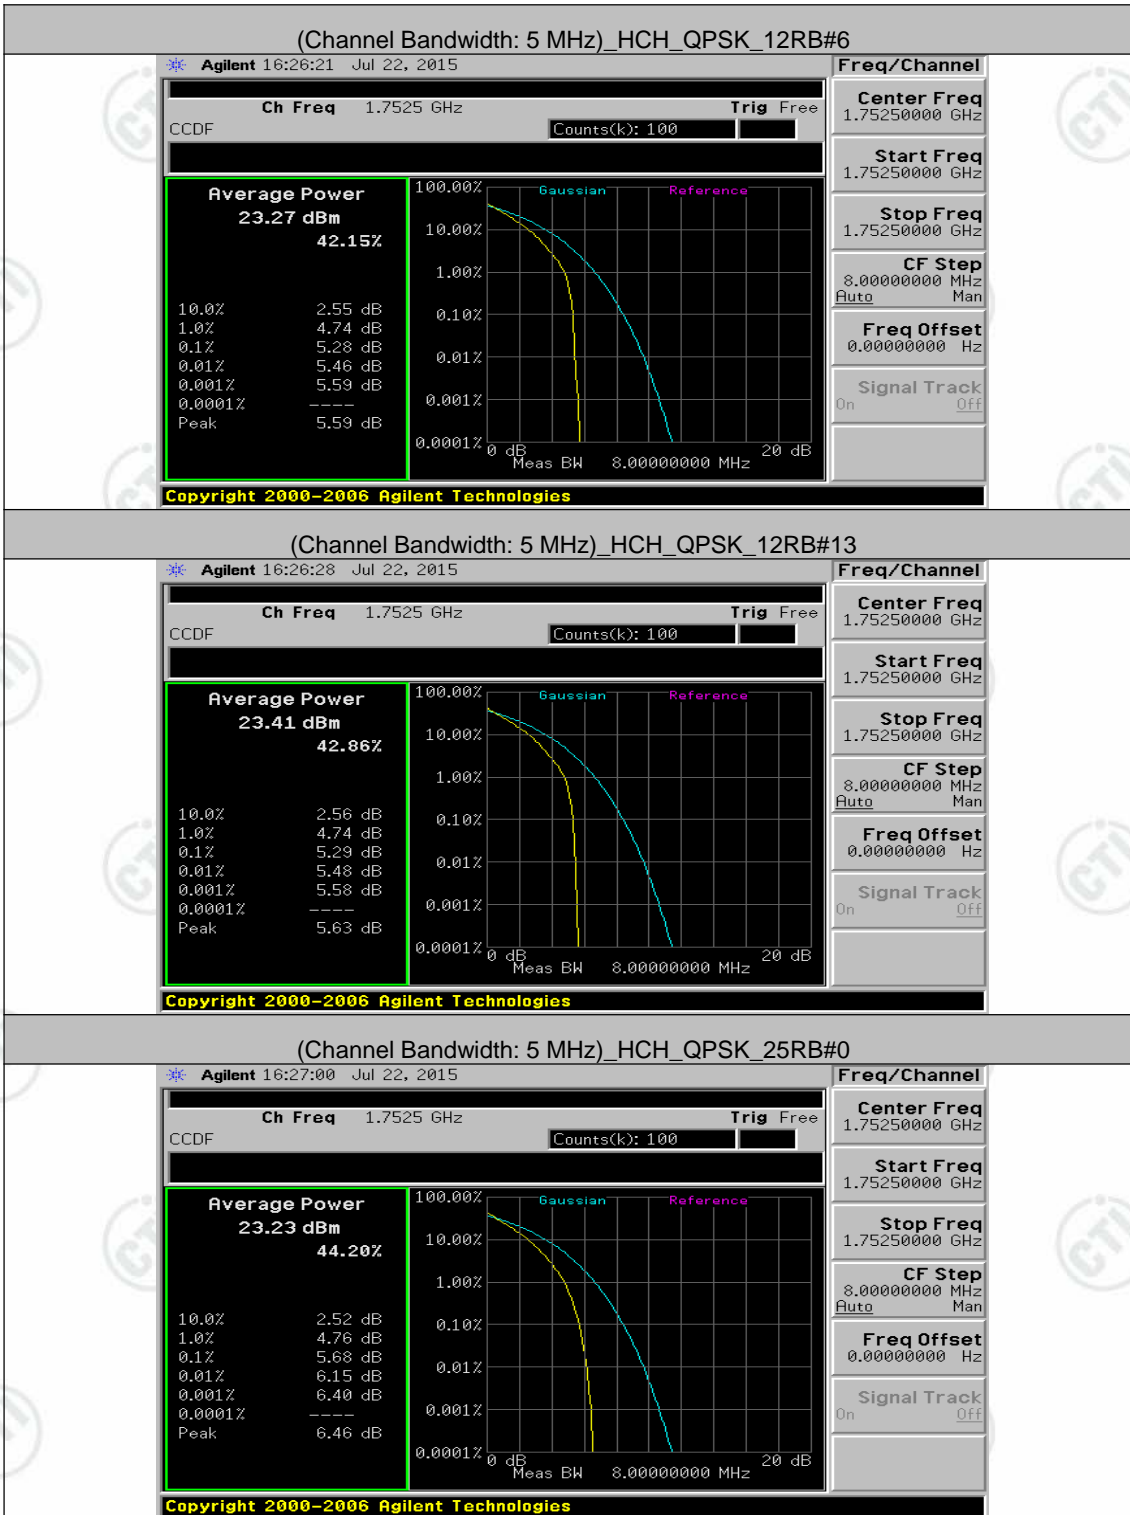 (Channel Bandwidth: 5 MHz)_HCH_QPSK_12RB#6
Agilent 16:26:21 Jul 22, 2015
Freq/Channel
Ch Freq 1.7525 GHz
Trig Free
CCDF
Counts(k): 100
Average Power
23.27 dBm
42.15%
10.0% 2.55 dB
1.0% 4.74 dB
0.1% 5.28 dB
0.01% 5.46 dB
0.001% 5.59 dB
0.0001% ----
Peak 5.59 dB
Gaussian
Reference
100.00%
10.00%
1.00%
0.10%
0.01%
0.001%
0.0001%
0 dB
20 dB
Meas BW 8.00000000 MHz
Center Freq
1.75250000 GHz
Start Freq
1.75250000 GHz
Stop Freq
1.75250000 GHz
CF Step
8.00000000 MHz
Auto Man
Freq Offset
0.00000000 Hz
Signal Track
On Off
Copyright 2000-2006 Agilent Technologies
(Channel Bandwidth: 5 MHz)_HCH_QPSK_12RB#13
Agilent 16:26:28 Jul 22, 2015
Freq/Channel
Ch Freq 1.7525 GHz
Trig Free
CCDF
Counts(k): 100
Average Power
23.41 dBm
42.86%
10.0% 2.56 dB
1.0% 4.74 dB
0.1% 5.29 dB
0.01% 5.48 dB
0.001% 5.58 dB
0.0001% ----
Peak 5.63 dB
Gaussian
Reference
100.00%
10.00%
1.00%
0.10%
0.01%
0.001%
0.0001%
0 dB
20 dB
Meas BW 8.00000000 MHz
Center Freq
1.75250000 GHz
Start Freq
1.75250000 GHz
Stop Freq
1.75250000 GHz
CF Step
8.00000000 MHz
Auto Man
Freq Offset
0.00000000 Hz
Signal Track
On Off
Copyright 2000-2006 Agilent Technologies
(Channel Bandwidth: 5 MHz)_HCH_QPSK_25RB#0
Agilent 16:27:00 Jul 22, 2015
Freq/Channel
Ch Freq 1.7525 GHz
Trig Free
CCDF
Counts(k): 100
Average Power
23.23 dBm
44.20%
10.0% 2.52 dB
1.0% 4.76 dB
0.1% 5.68 dB
0.01% 6.15 dB
0.001% 6.40 dB
0.0001% ----
Peak 6.46 dB
Gaussian
Reference
100.00%
10.00%
1.00%
0.10%
0.01%
0.001%
0.0001%
0 dB
20 dB
Meas BW 8.00000000 MHz
Center Freq
1.75250000 GHz
Start Freq
1.75250000 GHz
Stop Freq
1.75250000 GHz
CF Step
8.00000000 MHz
Auto Man
Freq Offset
0.00000000 Hz
Signal Track
On Off
Copyright 2000-2006 Agilent Technologies